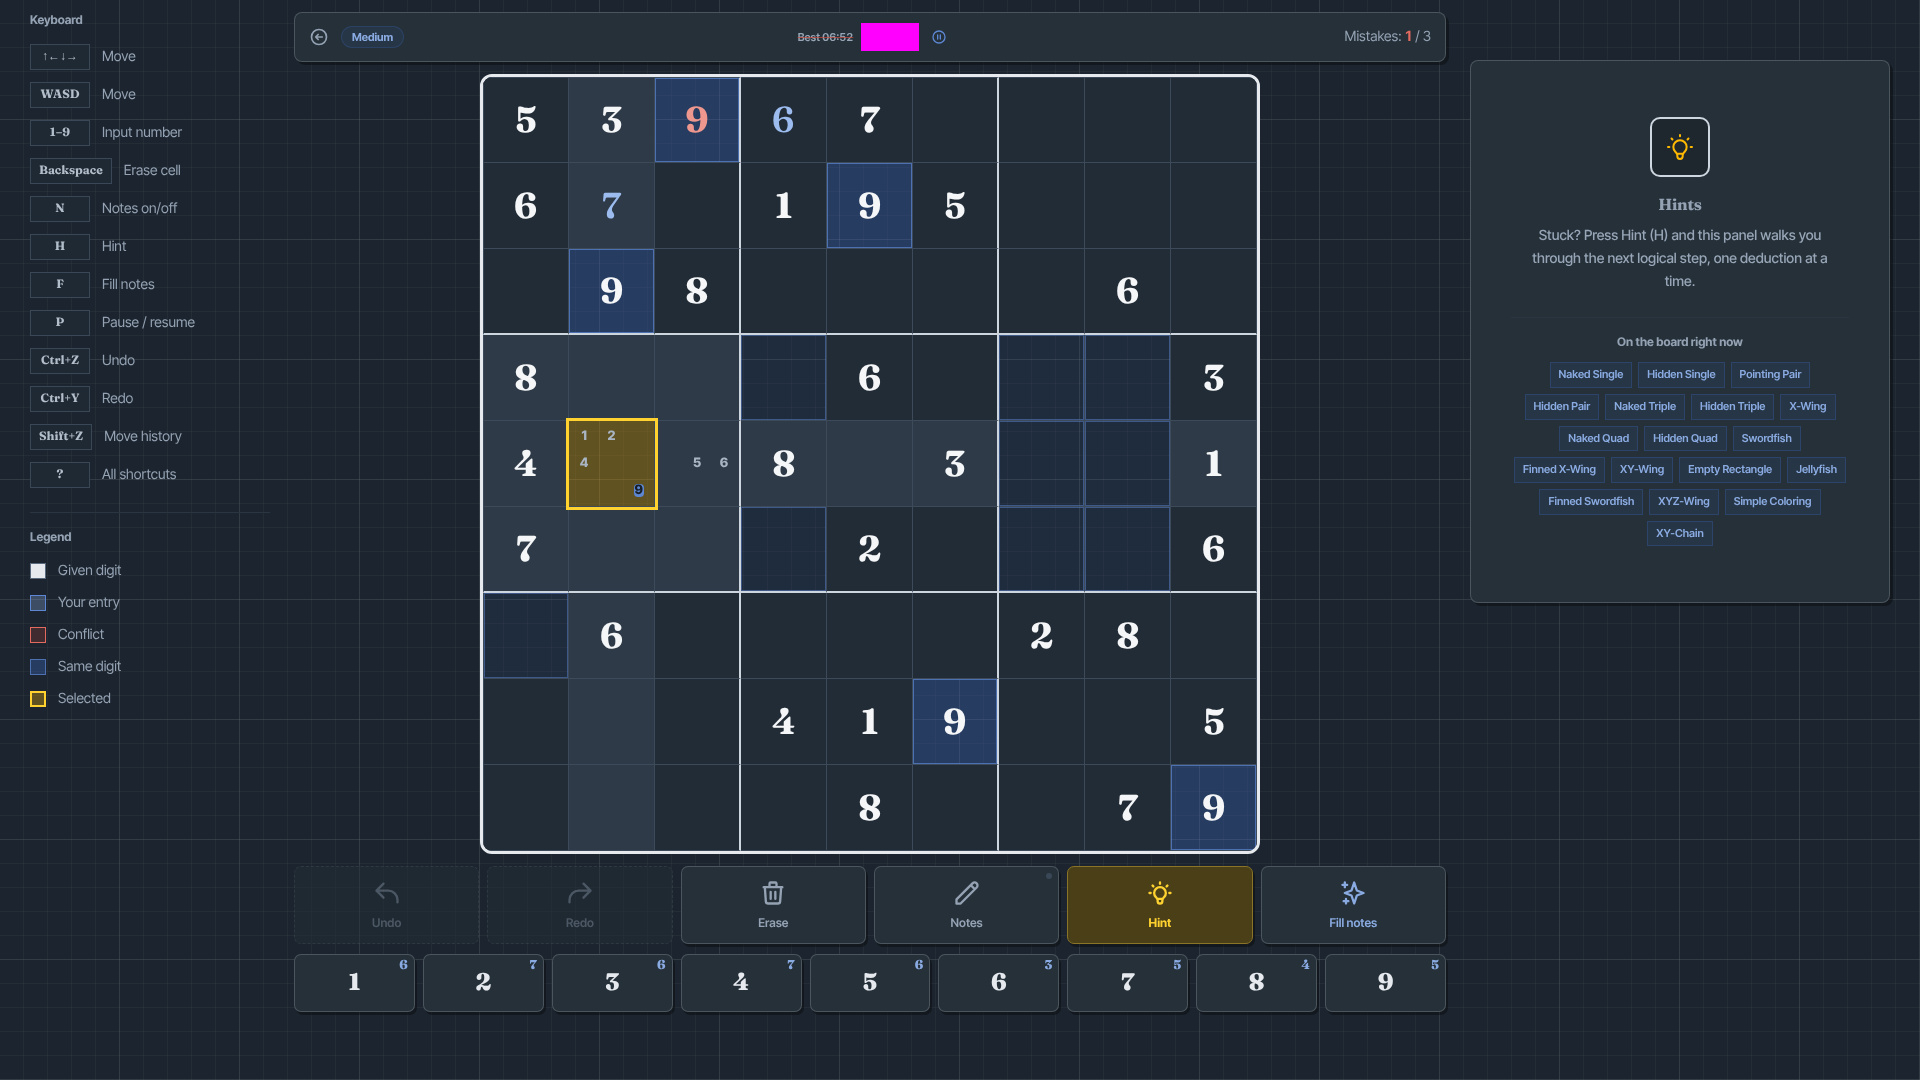 Keyboard
↑←↓→ Move
WASD Move
1–9 Input number
Backspace Erase cell
N Notes on/off
H Hint
F Fill notes
P Pause / resume
Ctrl+Z Undo
Ctrl+Y Redo
Shift+Z Move history
? All shortcuts
Legend
Given digit
Your entry
Conflict
Same digit
Selected
Medium
Best 06:52
Mistakes: 1 / 3
5 3 9 6 7
6 7 1 9 5
9 8 6
8 6 3
1 2
4 4 5 6 8 3 1
9
7 2 6
6 2 8
4 1 9 5
8 7 9
Undo
Redo
Erase
Notes
Hint
Fill notes
1 6
2 7
3 6
4 7
5 6
6 3
7 5
8 4
9 5
Hints
Stuck? Press Hint (H) and this panel walks you
through the next logical step, one deduction at a
time.
On the board right now
Naked Single Hidden Single Pointing Pair
Hidden Pair Naked Triple Hidden Triple X-Wing
Naked Quad Hidden Quad Swordfish
Finned X-Wing XY-Wing Empty Rectangle Jellyfish
Finned Swordfish XYZ-Wing Simple Coloring
XY-Chain